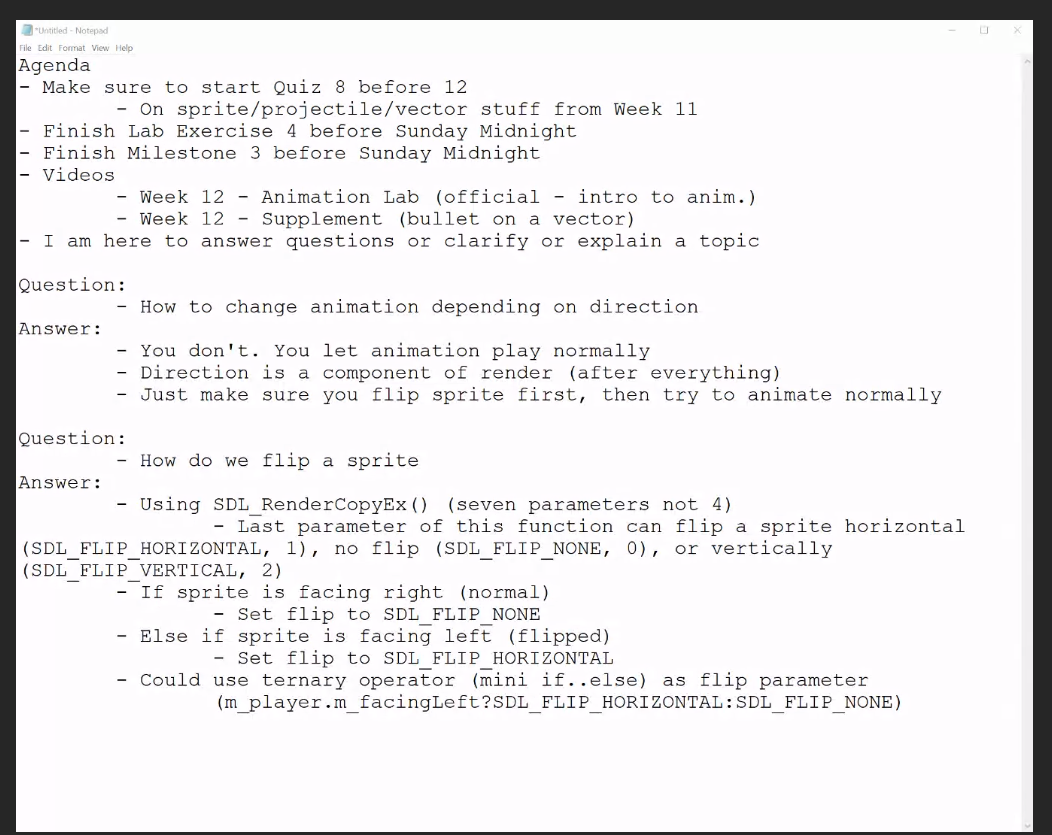 *Untitled - Notepad
File Edit Format View Help
Agenda
- Make sure to start Quiz 8 before 12
- On sprite/projectile/vector stuff from Week 11
- Finish Lab Exercise 4 before Sunday Midnight
- Finish Milestone 3 before Sunday Midnight
- Videos
- Week 12 - Animation Lab (official - intro to anim.)
- Week 12 - Supplement (bullet on a vector)
- I am here to answer questions or clarify or explain a topic
Question:
- How to change animation depending on direction
Answer:
- You don't. You let animation play normally
- Direction is a component of render (after everything)
- Just make sure you flip sprite first, then try to animate normally
Question:
- How do we flip a sprite
Answer:
- Using SDL_RenderCopyEx() (seven parameters not 4)
- Last parameter of this function can flip a sprite horizontal
(SDL_FLIP_HORIZONTAL, 1), no flip (SDL_FLIP_NONE, 0), or vertically
(SDL_FLIP_VERTICAL, 2)
- If sprite is facing right (normal)
- Set flip to SDL_FLIP_NONE
- Else if sprite is facing left (flipped)
- Set flip to SDL_FLIP_HORIZONTAL
- Could use ternary operator (mini if..else) as flip parameter
(m_player.m_facingLeft?SDL_FLIP_HORIZONTAL:SDL_FLIP_NONE)